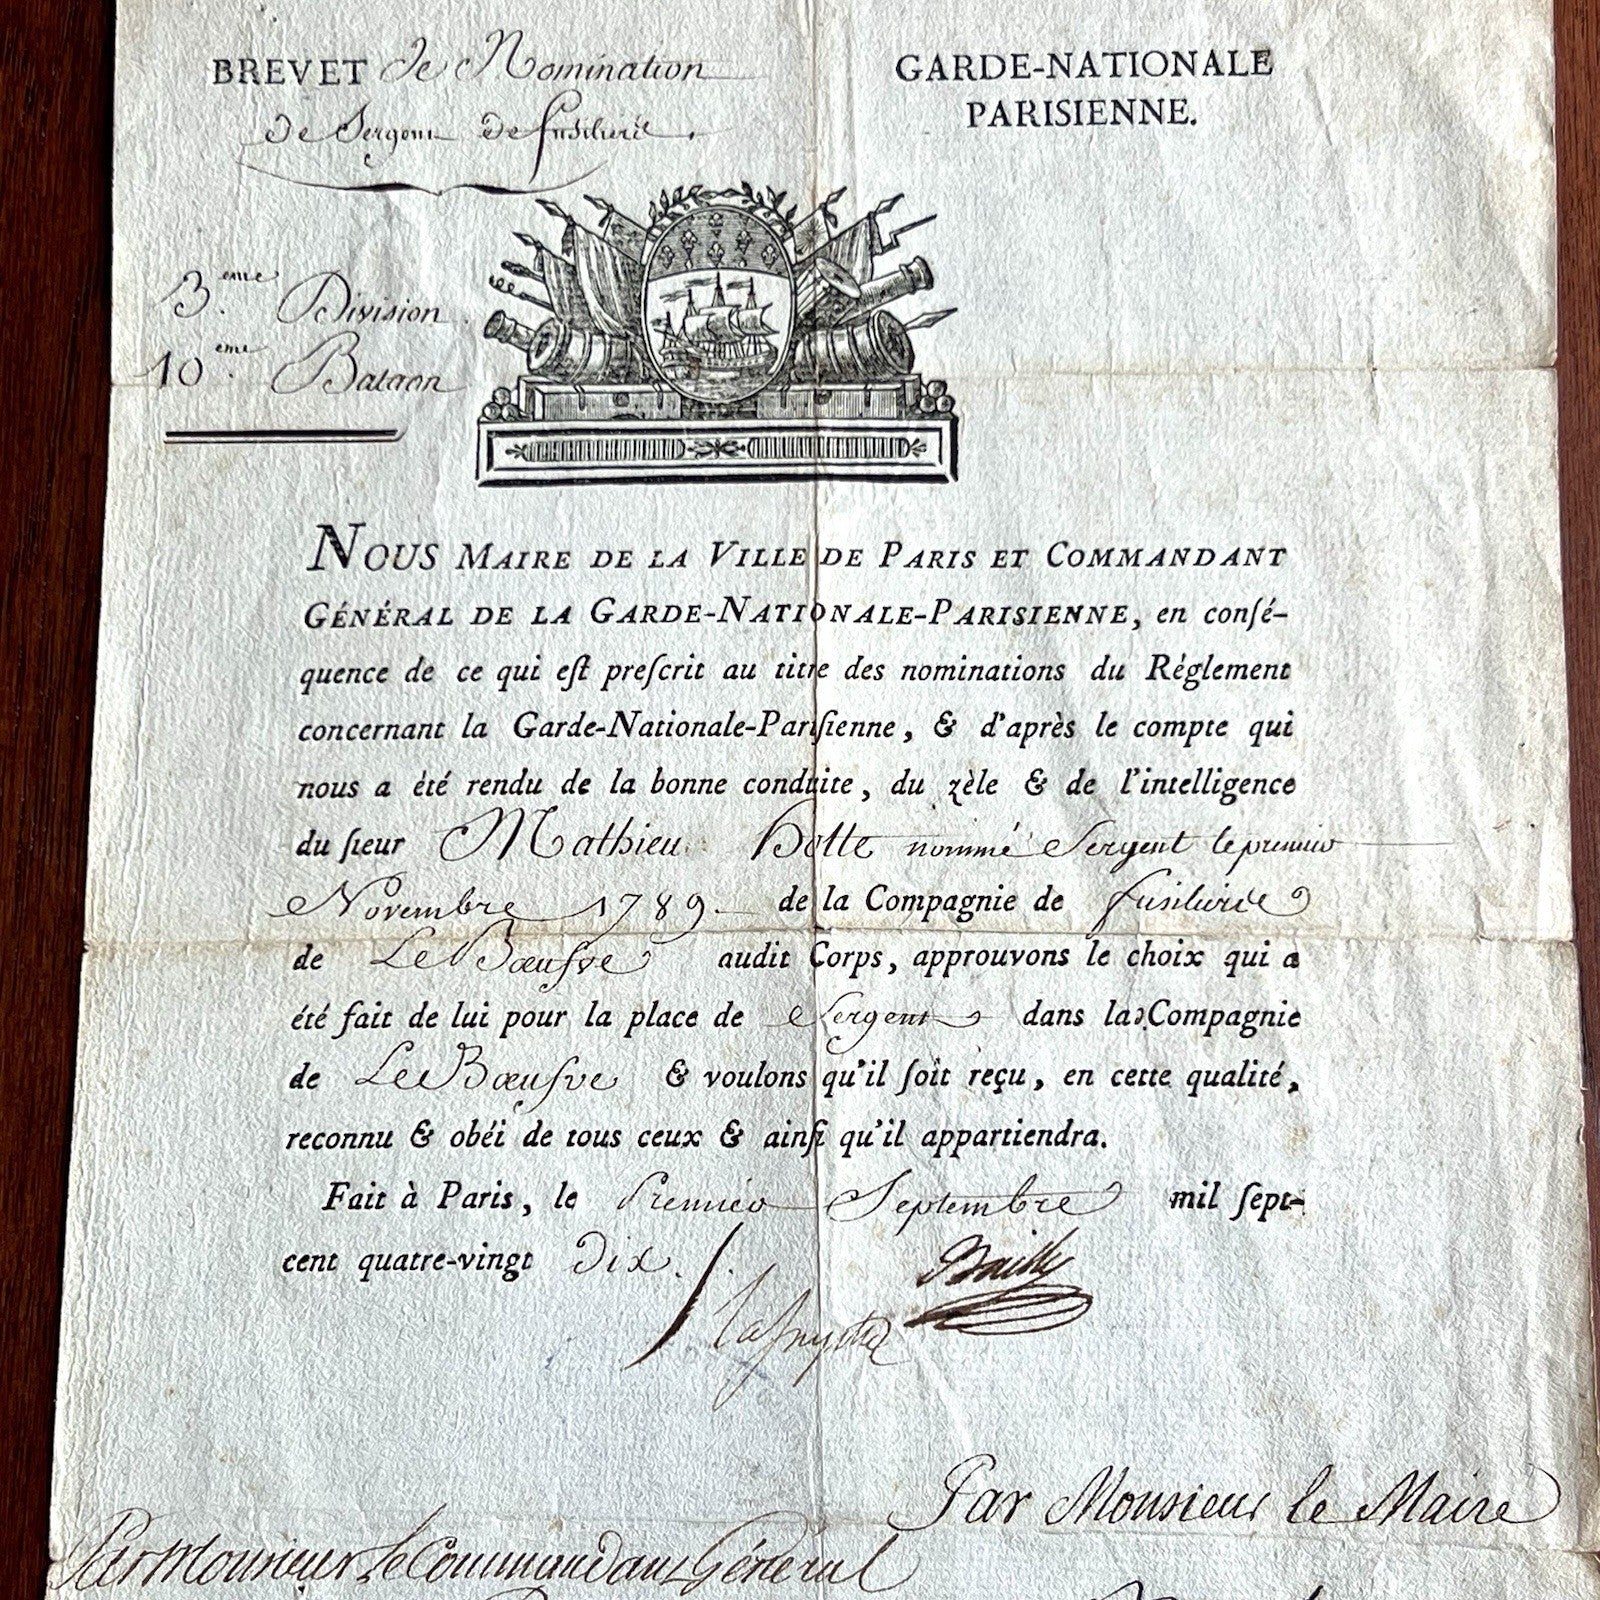 BREVET de Nomination
de Sergent de fusiliers.
GARDE-NATIONALE
PARISIENNE.
3.eme Division.
10.eme Bataon
NOUS MAIRE DE LA VILLE DE PARIS ET COMMANDANT
GÉNÉRAL DE LA GARDE-NATIONALE-PARISIENNE, en conſé-
quence de ce qui eſt preſcrit au titre des nominations du Réglement
concernant la Garde-Nationale-Pariſienne, & d'après le compte qui
nous a été rendu de la bonne conduite, du zèle & de l'intelligence
du ſieur Mathieu Hotte nommé Sergent le premier
Novembre 1789. de la Compagnie de fusiliers
de Le Bœufve audit Corps, approuvons le choix qui a
été fait de lui pour la place de Sergent dans la Compagnie
de Le Bœufve & voulons qu'il ſoit reçu, en cette qualité,
reconnu & obéi de tous ceux & ainſi qu'il appartiendra.
Fait à Paris, le Premier Septembre mil ſept-
cent quatre-vingt Dix.
Bailly
Lafayette
Par Monsieur le Maire
Par Monsieur le Commandant Général